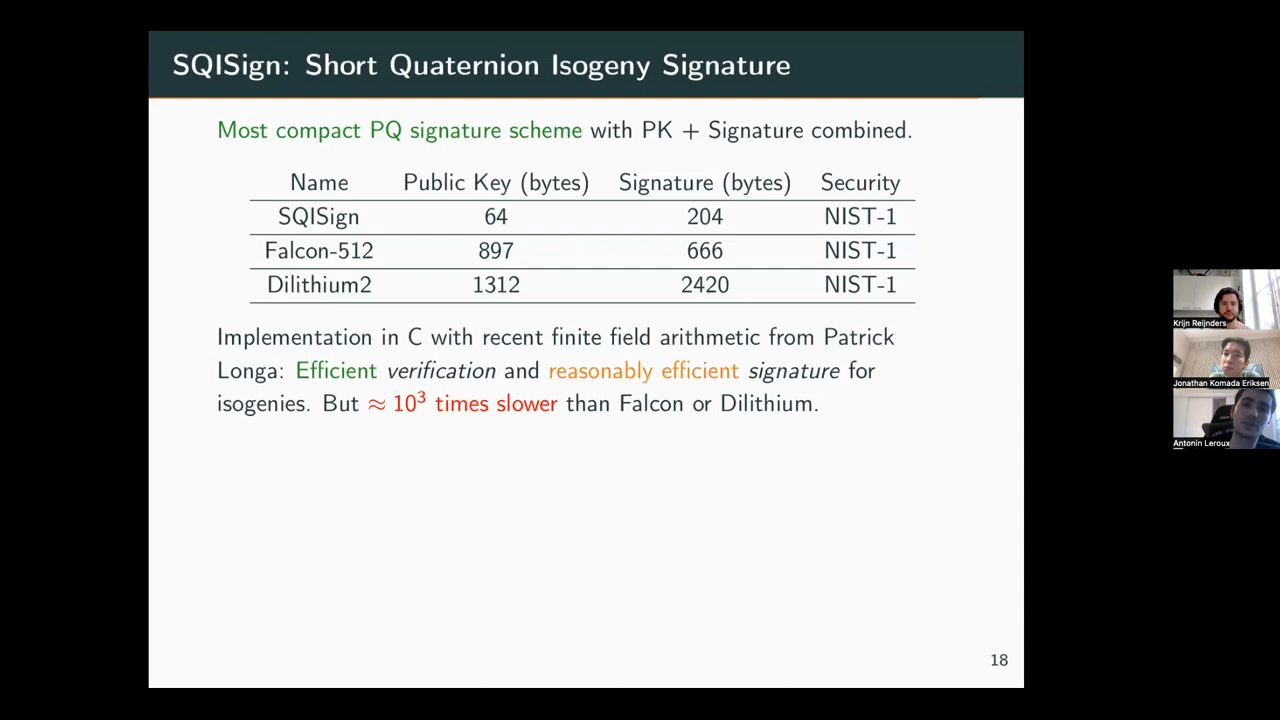 SQISign: Short Quaternion Isogeny Signature
Most compact PQ signature scheme with PK + Signature combined.
Name Public Key (bytes) Signature (bytes) Security
SQISign 64 204 NIST-1
Falcon-512 897 666 NIST-1
Dilithium2 1312 2420 NIST-1
Implementation in C with recent finite field arithmetic from Patrick
Longa: Efficient verification and reasonably efficient signature for
isogenies. But ≈ 10³ times slower than Falcon or Dilithium.
18
Krijn Reijnders
Jonathan Komada Eriksen
Antonin Leroux